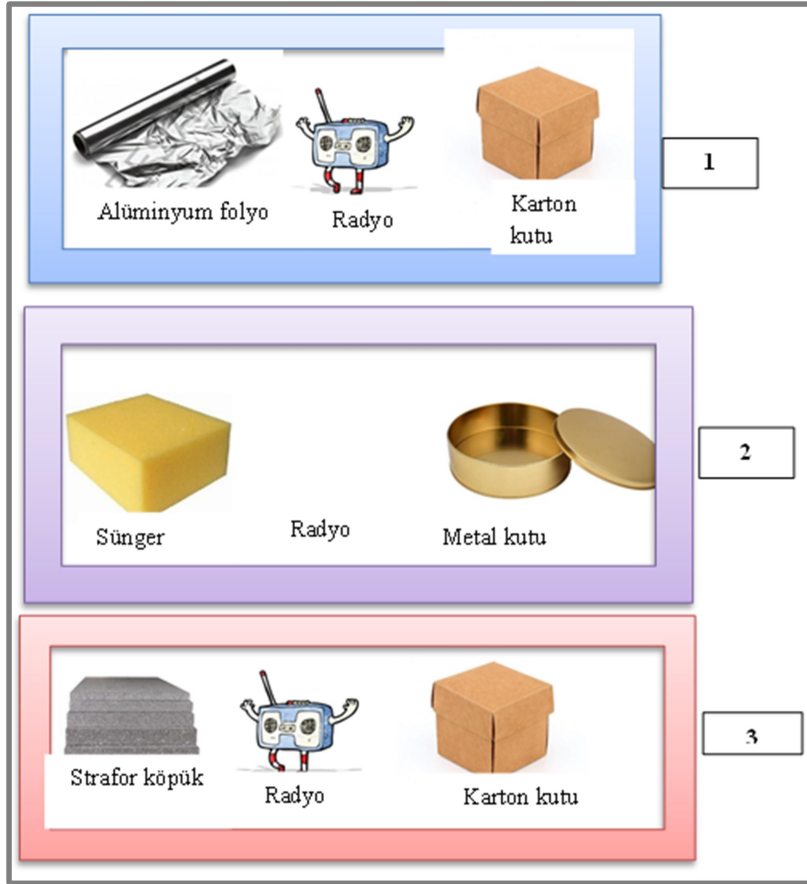 Alüminyum folyo
Radyo
Karton
kutu
1
Sünger
Radyo
Metal kutu
2
Strafor köpük
Radyo
Karton kutu
3